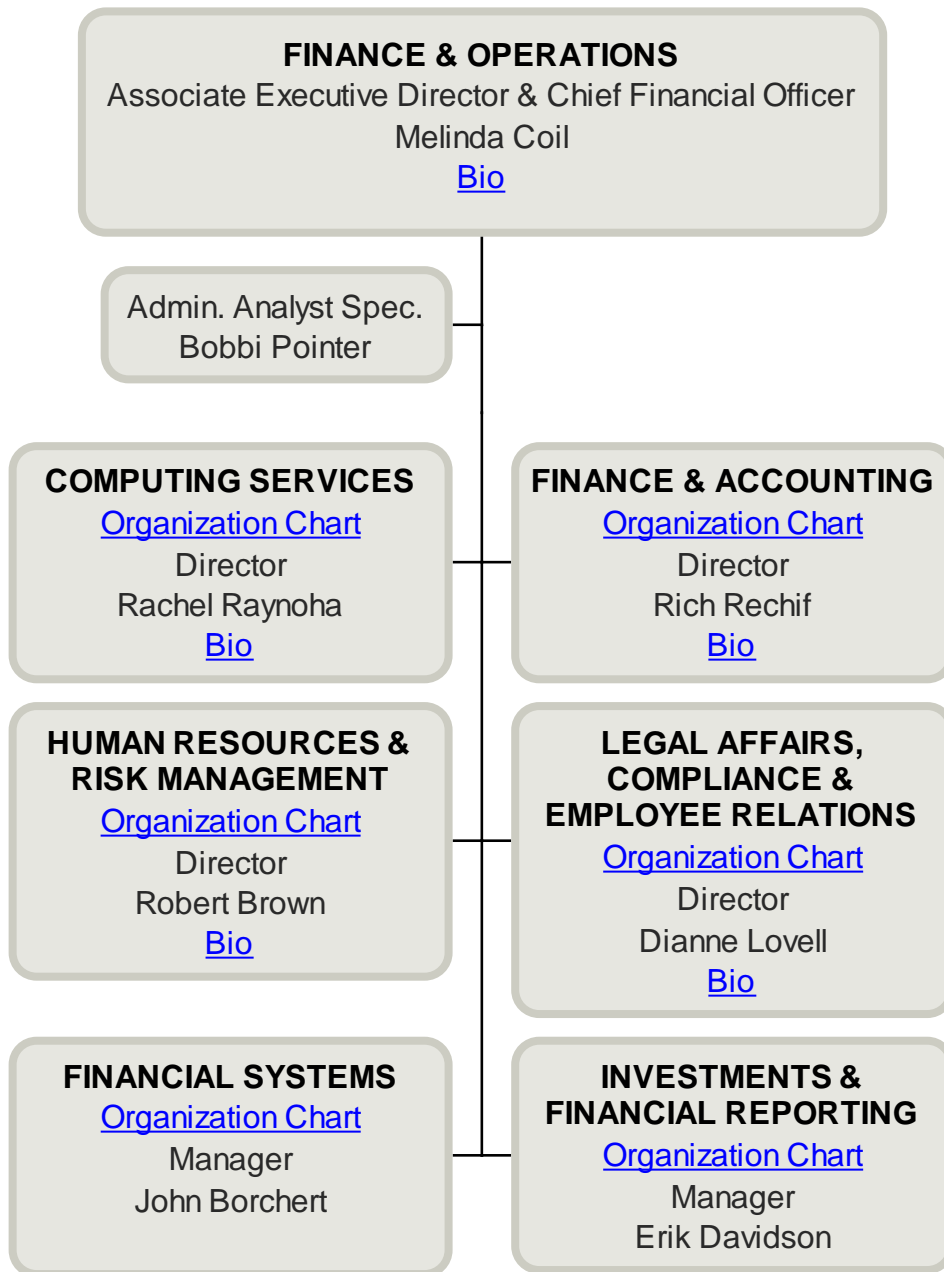 FINANCE & OPERATIONS
Associate Executive Director & Chief Financial Officer
Melinda Coil
Bio
Admin. Analyst Spec.
Bobbi Pointer
COMPUTING SERVICES
Organization Chart
Director
Rachel Raynoha
Bio
FINANCE & ACCOUNTING
Organization Chart
Director
Rich Rechif
Bio
HUMAN RESOURCES &
RISK MANAGEMENT
Organization Chart
Director
Robert Brown
Bio
LEGAL AFFAIRS,
COMPLIANCE &
EMPLOYEE RELATIONS
Organization Chart
Director
Dianne Lovell
Bio
FINANCIAL SYSTEMS
Organization Chart
Manager
John Borchert
INVESTMENTS &
FINANCIAL REPORTING
Organization Chart
Manager
Erik Davidson